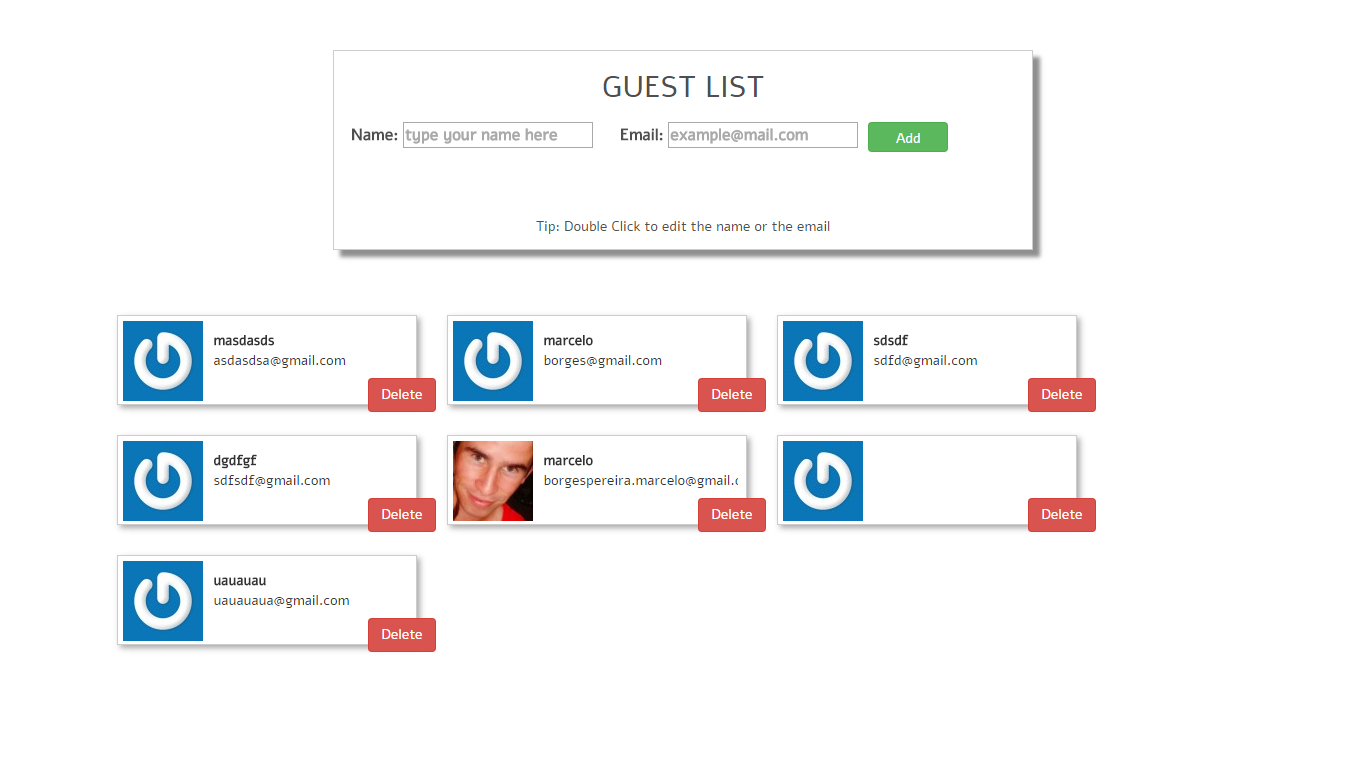 GUEST LIST
Name: type your name here Email: example@mail.com Add
Tip: Double Click to edit the name or the email
masdasds
asdasdsa@gmail.com
Delete
marcelo
borges@gmail.com
Delete
sdsdf
sdfd@gmail.com
Delete
dgdfgf
sdfsdf@gmail.com
Delete
marcelo
borgespereira.marcelo@gmail.c
Delete
Delete
uauauau
uauauaua@gmail.com
Delete